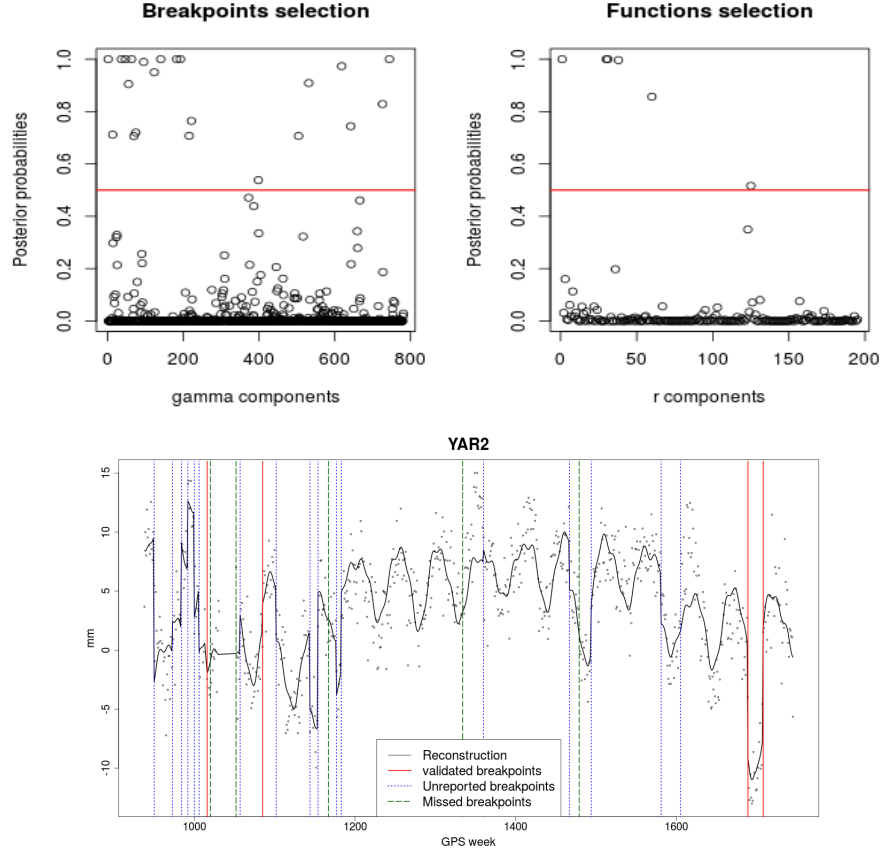 Breakpoints selection
Functions selection
Posterior probabilities
0.0 0.2 0.4 0.6 0.8 1.0
0 200 400 600 800
gamma components
Posterior probabilities
0.0 0.2 0.4 0.6 0.8 1.0
0 50 100 150 200
r components
YAR2
mm
-10 -5 0 5 10 15
Reconstruction
validated breakpoints
Unreported breakpoints
Missed breakpoints
1000 1200 1400 1600
GPS week